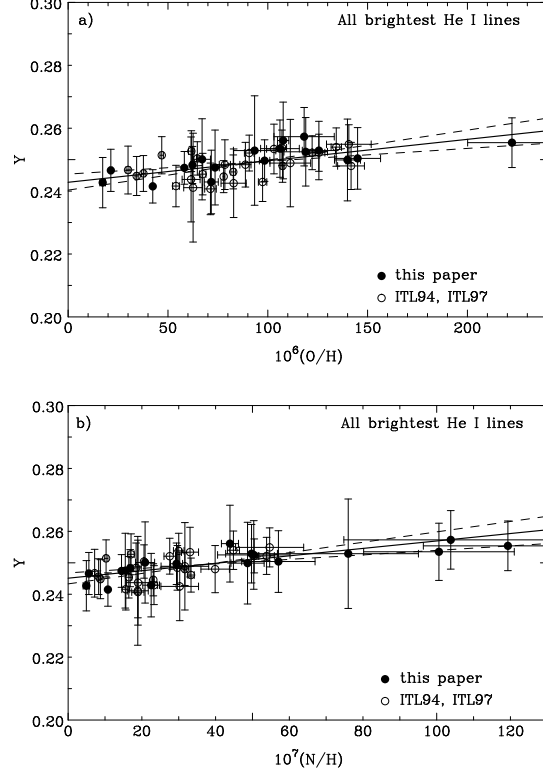 0.30
a)
All brightest He I lines
0.28
0.26
Y
0.24
0.22
this paper
ITL94, ITL97
0.20
0
50
100
150
200
10⁶(O/H)
0.30
b)
All brightest He I lines
0.28
0.26
Y
0.24
0.22
this paper
ITL94, ITL97
0.20
0
20
40
60
80
100
120
10⁷(N/H)